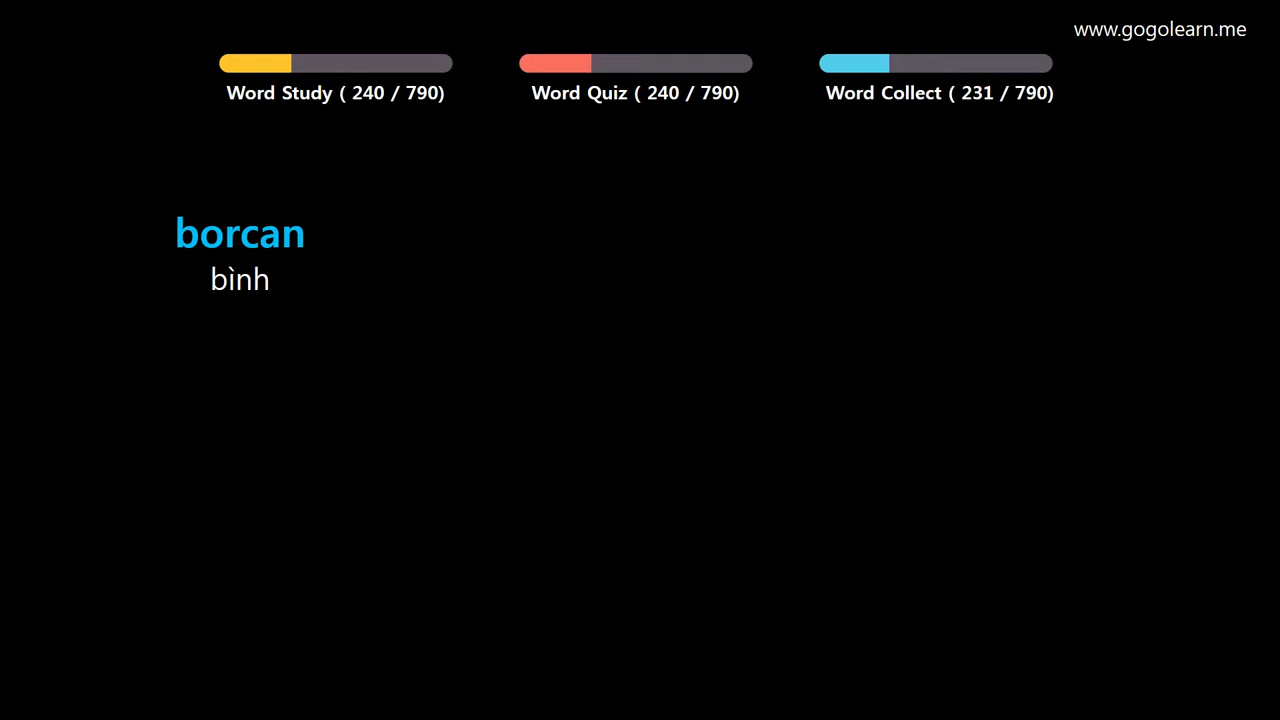 www.gogolearn.me
Word Study ( 240 / 790)
Word Quiz ( 240 / 790)
Word Collect ( 231 / 790)
borcan
bình